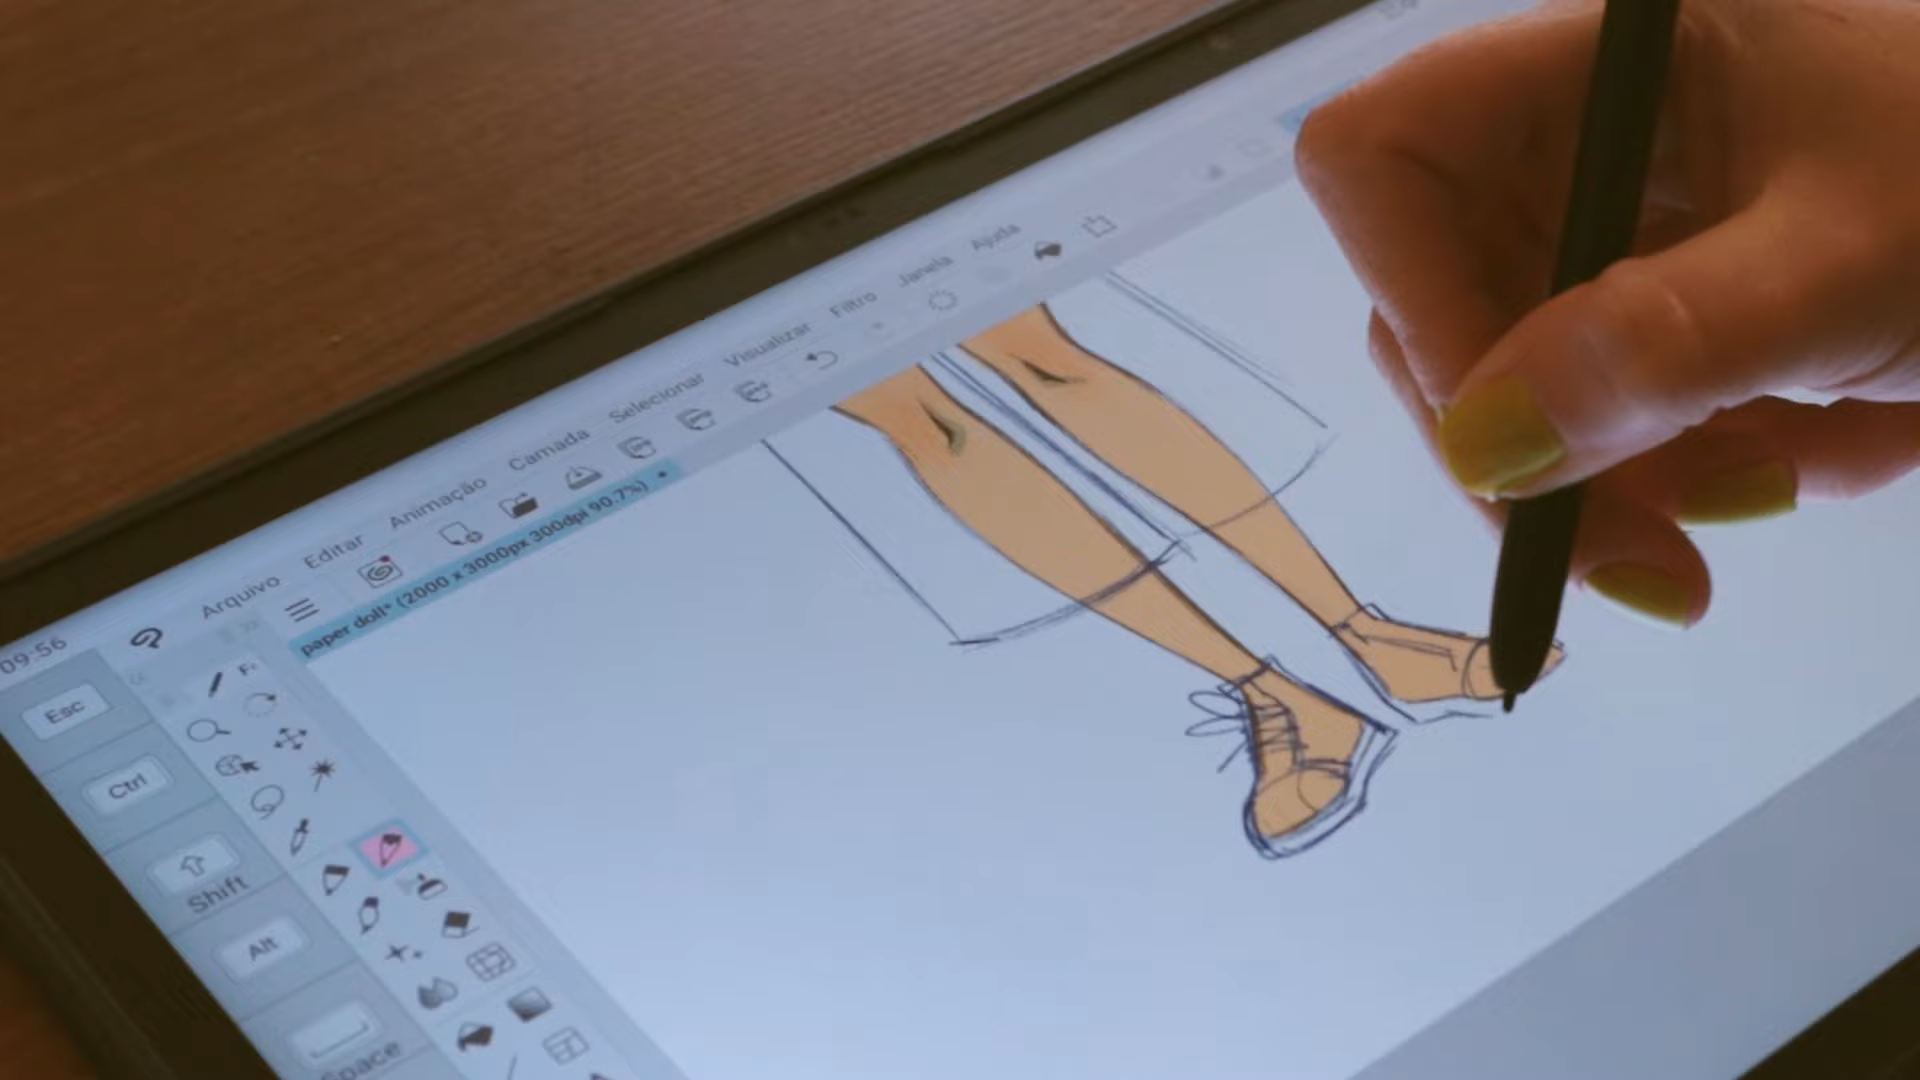 09:56
Arquivo Editar Animação Camada Selecionar Visualizar Filtro Janela Ajuda
paper doll* (2000 x 3000px 300dpi 90.7%)
Esc
Ctrl
Shift
Alt
Space